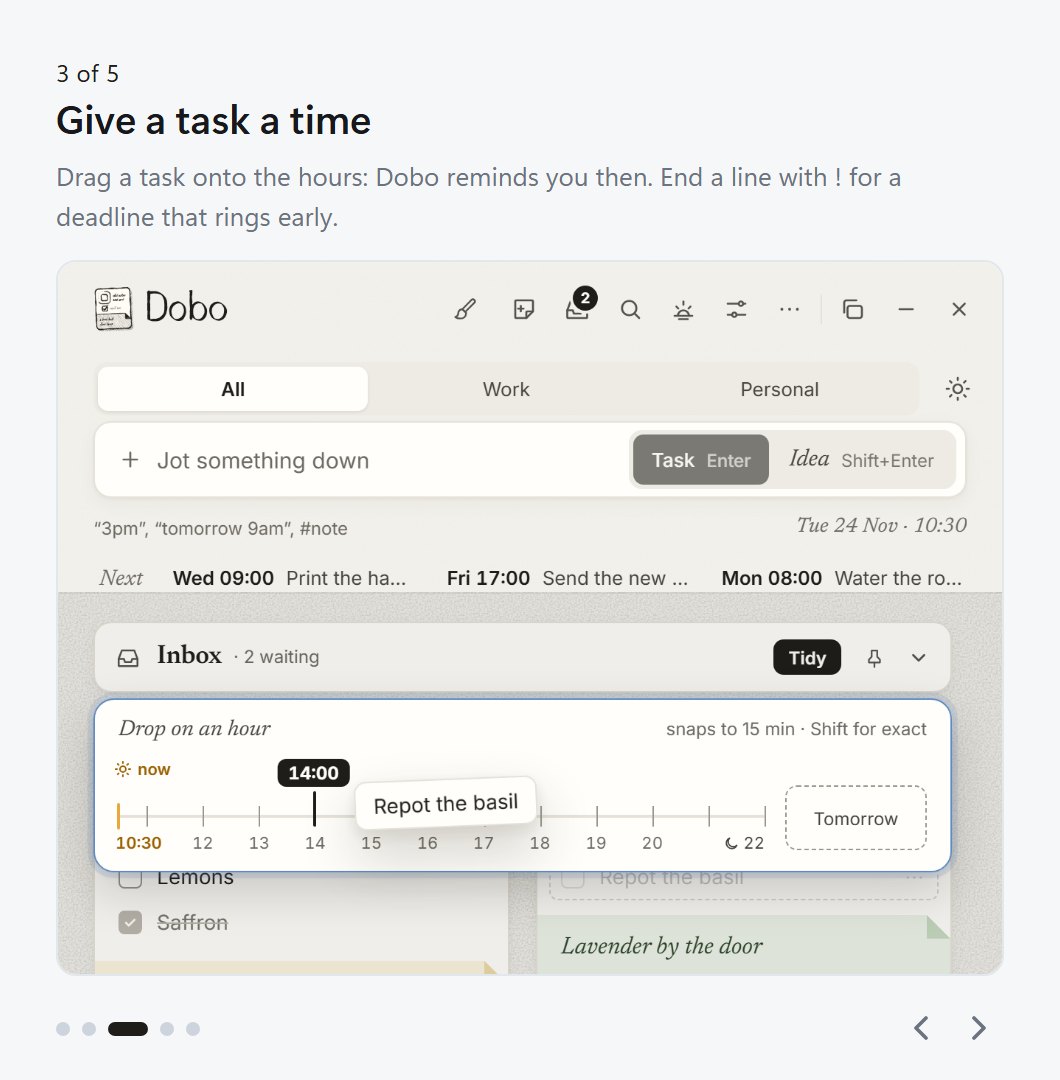 3 of 5
Give a task a time
Drag a task onto the hours: Dobo reminds you then. End a line with ! for a
deadline that rings early.
Dobo
2
All Work Personal
Jot something down Task Enter Idea Shift+Enter
“3pm”, “tomorrow 9am”, #note Tue 24 Nov · 10:30
Next Wed 09:00 Print the ha... Fri 17:00 Send the new ... Mon 08:00 Water the ro...
Inbox · 2 waiting Tidy
Drop on an hour snaps to 15 min · Shift for exact
now 14:00
Repot the basil
Tomorrow
10:30 12 13 14 15 16 17 18 19 20 22
Lemons Repot the basil
Saffron
Lavender by the door